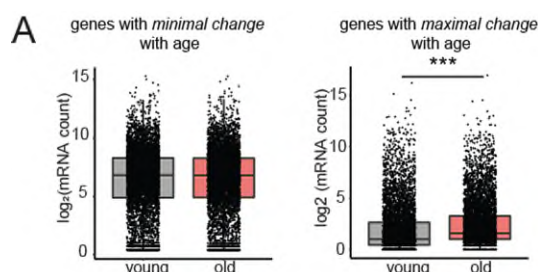 A
genes with minimal change
with age
log₂(mRNA count)
15
10
5
0
young old
genes with maximal change
with age
***
log2 (mRNA count)
15
10
5
0
young old